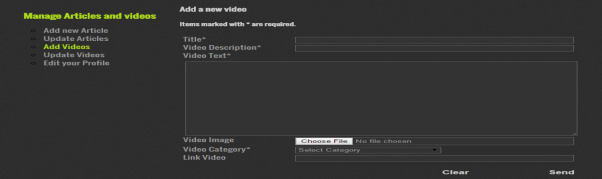 Manage Articles and videos
Add new Article
Update Articles
Add Videos
Update Videos
Edit your Profile
Add a new video
Items marked with * are required.
Title*
Video Description*
Video Text*
Video Image
Choose File No file chosen
Video Category*
Select Category
Link Video
Clear
Send